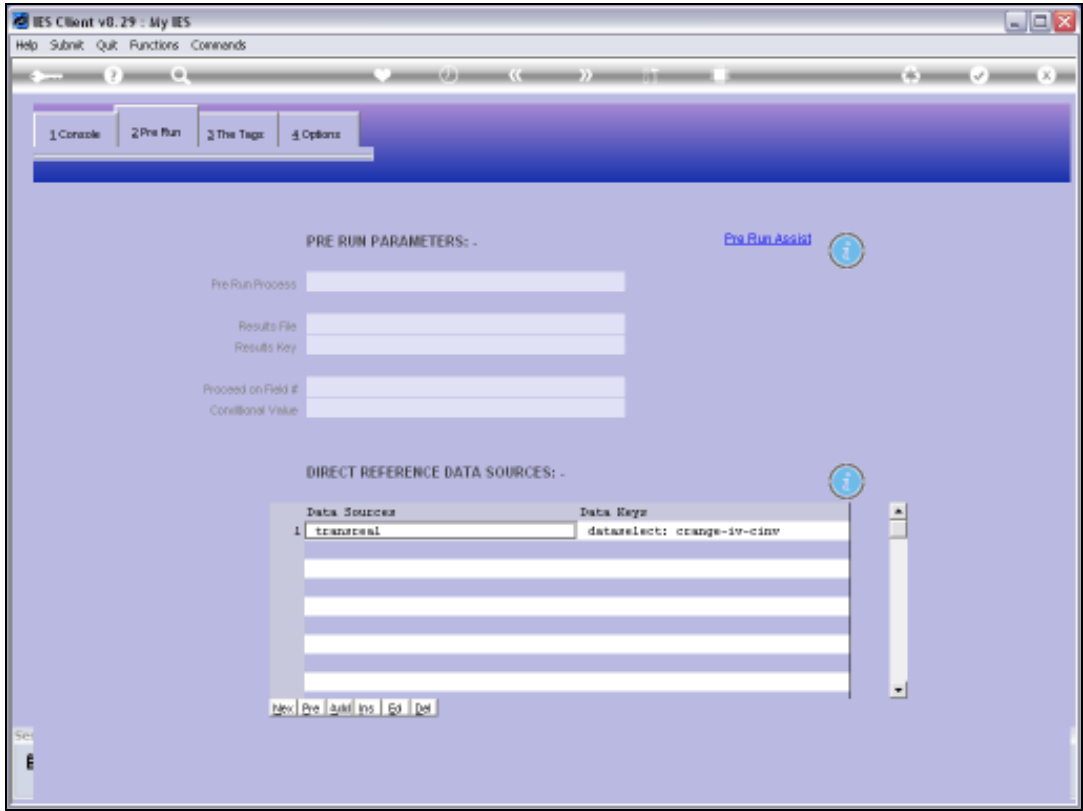 IES Client v8.29 : My IES
Help Submit Quit Functions Commands
1 Console 2 Pre Run 3 The Tags 4 Options
PRE RUN PARAMETERS: -
Pre Run Assist
Pre Run Process
Results File
Results Key
Proceed on Field #
Conditional Value
DIRECT REFERENCE DATA SOURCES: -
Data Sources Data Keys
1 transreal dataselect: crange-iv-cinv
Nex Pre Add Ins Ed Del